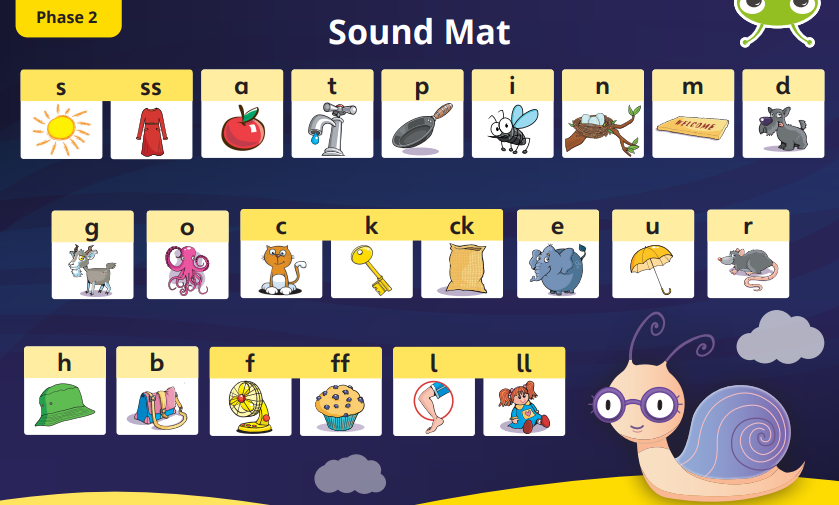 Phase 2
Sound Mat
s ss a t p i n m d
WELCOME
g o c k ck e u r
h b f ff l ll